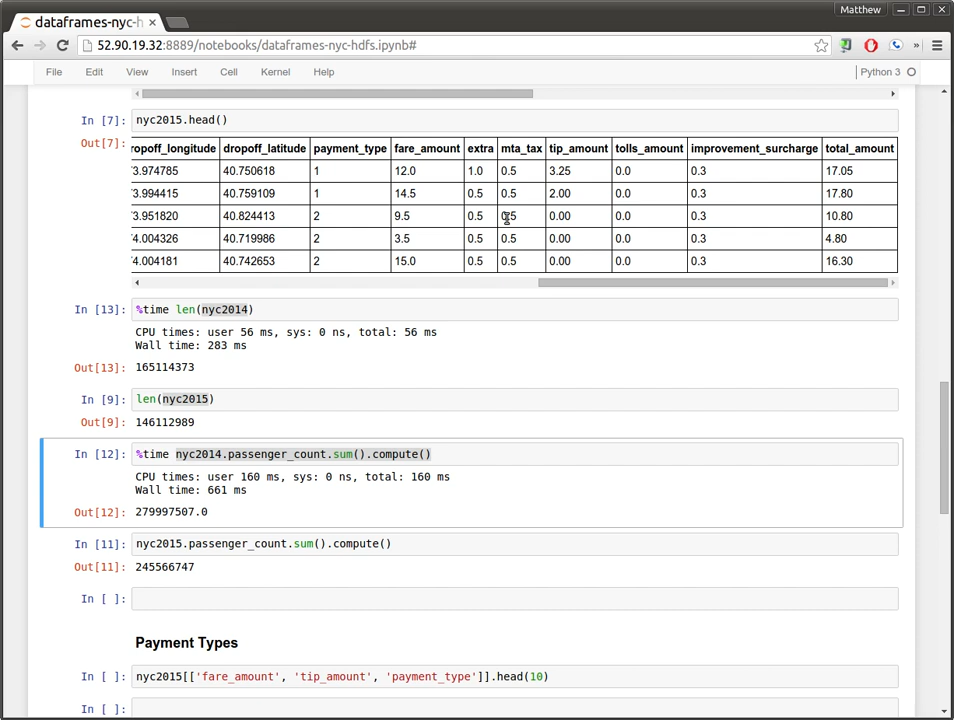 Matthew
dataframes-nyc-h
52.90.19.32:8889/notebooks/dataframes-nyc-hdfs.ipynb#
»
File Edit View Insert Cell Kernel Help Python 3
In [7]: nyc2015.head()
Out[7]:
ropoff_longitude dropoff_latitude payment_type fare_amount extra mta_tax tip_amount tolls_amount improvement_surcharge total_amount
3.974785 40.750618 1 12.0 1.0 0.5 3.25 0.0 0.3 17.05
3.994415 40.759109 1 14.5 0.5 0.5 2.00 0.0 0.3 17.80
3.951820 40.824413 2 9.5 0.5 0.5 0.00 0.0 0.3 10.80
4.004326 40.719986 2 3.5 0.5 0.5 0.00 0.0 0.3 4.80
4.004181 40.742653 2 15.0 0.5 0.5 0.00 0.0 0.3 16.30
In [13]: %time len(nyc2014)
CPU times: user 56 ms, sys: 0 ns, total: 56 ms
Wall time: 283 ms
Out[13]: 165114373
In [9]: len(nyc2015)
Out[9]: 146112989
In [12]: %time nyc2014.passenger_count.sum().compute()
CPU times: user 160 ms, sys: 0 ns, total: 160 ms
Wall time: 661 ms
Out[12]: 279997507.0
In [11]: nyc2015.passenger_count.sum().compute()
Out[11]: 245566747
In [ ]:
Payment Types
In [ ]: nyc2015[['fare_amount', 'tip_amount', 'payment_type']].head(10)
In [ ]: